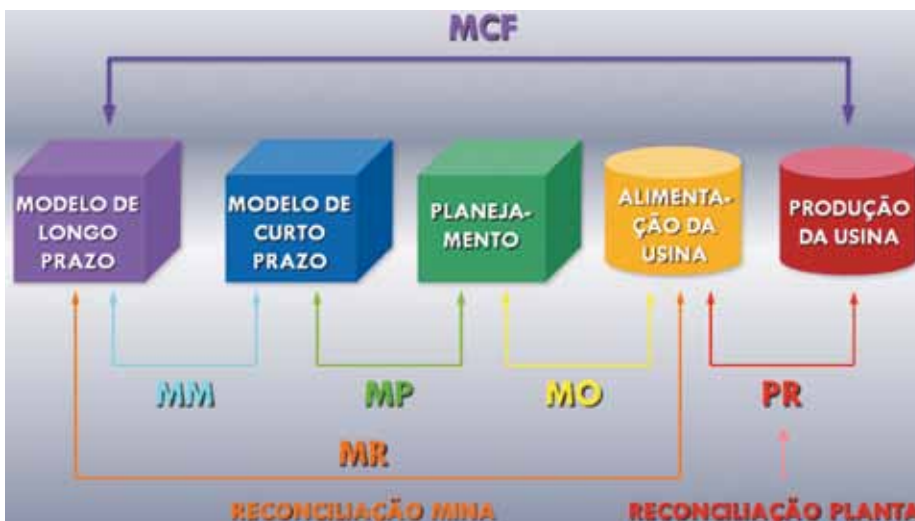 MCF
MODELO DE
LONGO
PRAZO
MODELO DE
CURTO
PRAZO
PLANEJA-
MENTO
ALIMENTA-
ÇÃO DA
USINA
PRODUÇÃO
DA USINA
MM
MP
MO
PR
MR
RECONCILIAÇÃO MINA
RECONCILIAÇÃO PLANTA